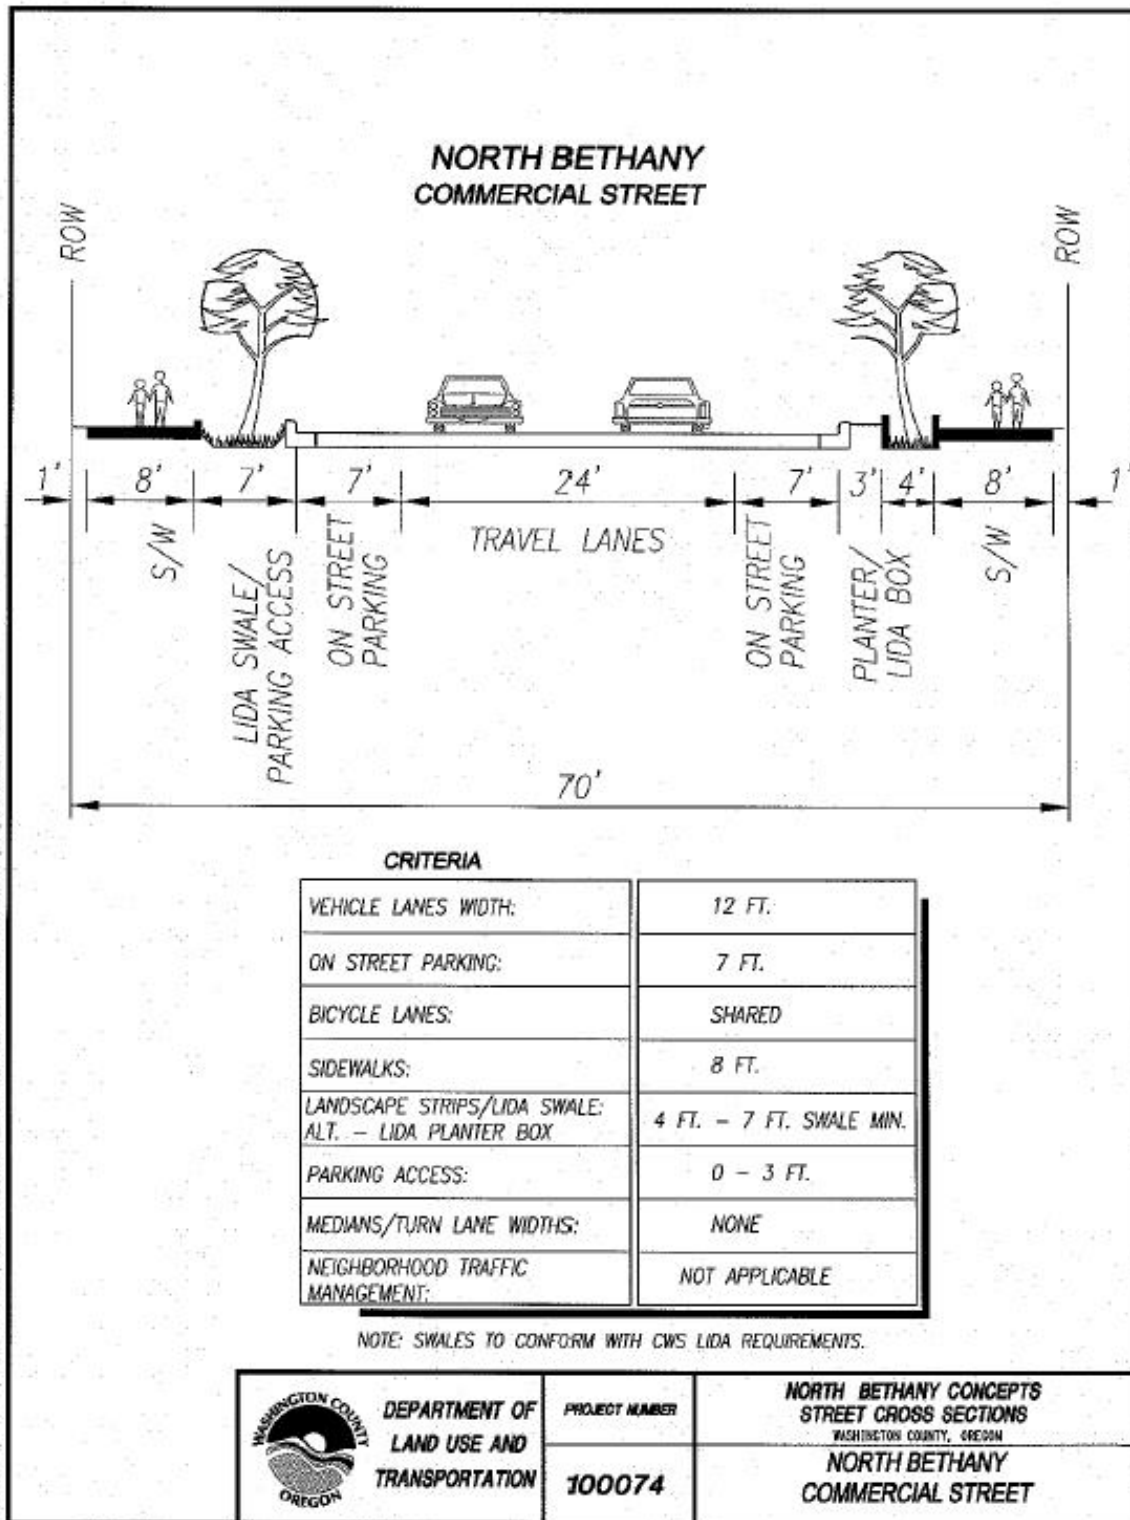 NORTH BETHANY
COMMERCIAL STREET
ROW
ROW
1'
8'
7'
7'
24'
7'
3'
4'
8'
1'
S/W
LIDA SWALE/
PARKING ACCESS
ON STREET
PARKING
TRAVEL LANES
ON STREET
PARKING
PLANTER/
LIDA BOX
S/W
70'
CRITERIA
VEHICLE LANES WIDTH: 12 FT.
ON STREET PARKING: 7 FT.
BICYCLE LANES: SHARED
SIDEWALKS: 8 FT.
LANDSCAPE STRIPS/LIDA SWALE:
ALT. - LIDA PLANTER BOX
4 FT. - 7 FT. SWALE MIN.
PARKING ACCESS: 0 - 3 FT.
MEDIANS/TURN LANE WIDTHS: NONE
NEIGHBORHOOD TRAFFIC
MANAGEMENT:
NOT APPLICABLE
NOTE: SWALES TO CONFORM WITH CWS LIDA REQUIREMENTS.
WASHINGTON COUNTY
OREGON
DEPARTMENT OF
LAND USE AND
TRANSPORTATION
PROJECT NUMBER
100074
NORTH BETHANY CONCEPTS
STREET CROSS SECTIONS
WASHINGTON COUNTY, OREGON
NORTH BETHANY
COMMERCIAL STREET